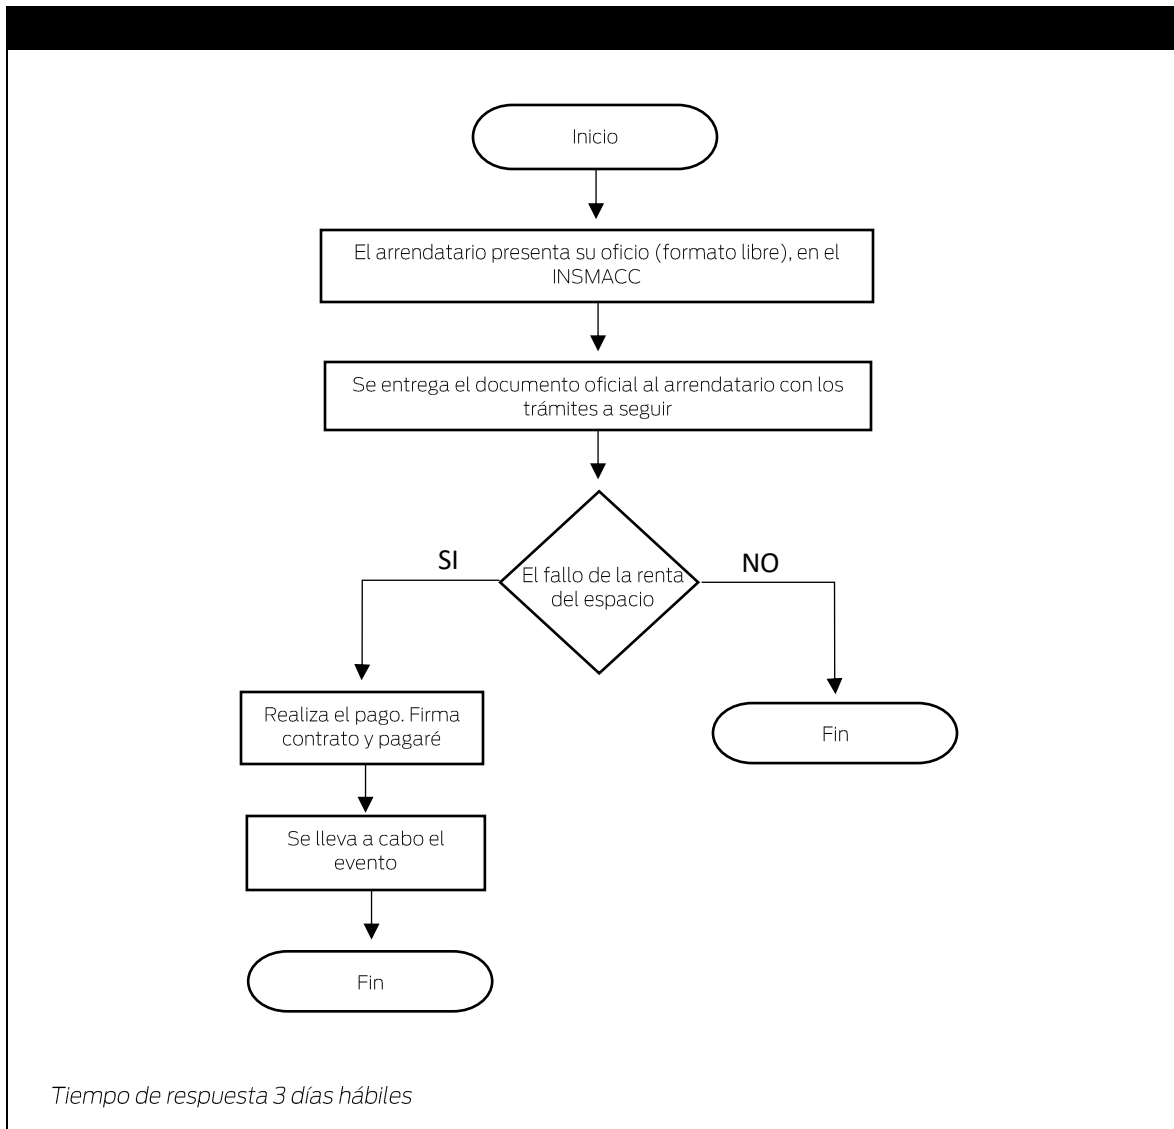 Inicio
El arrendatario presenta su oficio (formato libre), en el
INSMACC
Se entrega el documento oficial al arrendatario con los
trámites a seguir
SI
NO
El fallo de la renta
del espacio
Realiza el pago. Firma
contrato y pagaré
Fin
Se lleva a cabo el
evento
Fin
Tiempo de respuesta 3 días hábiles